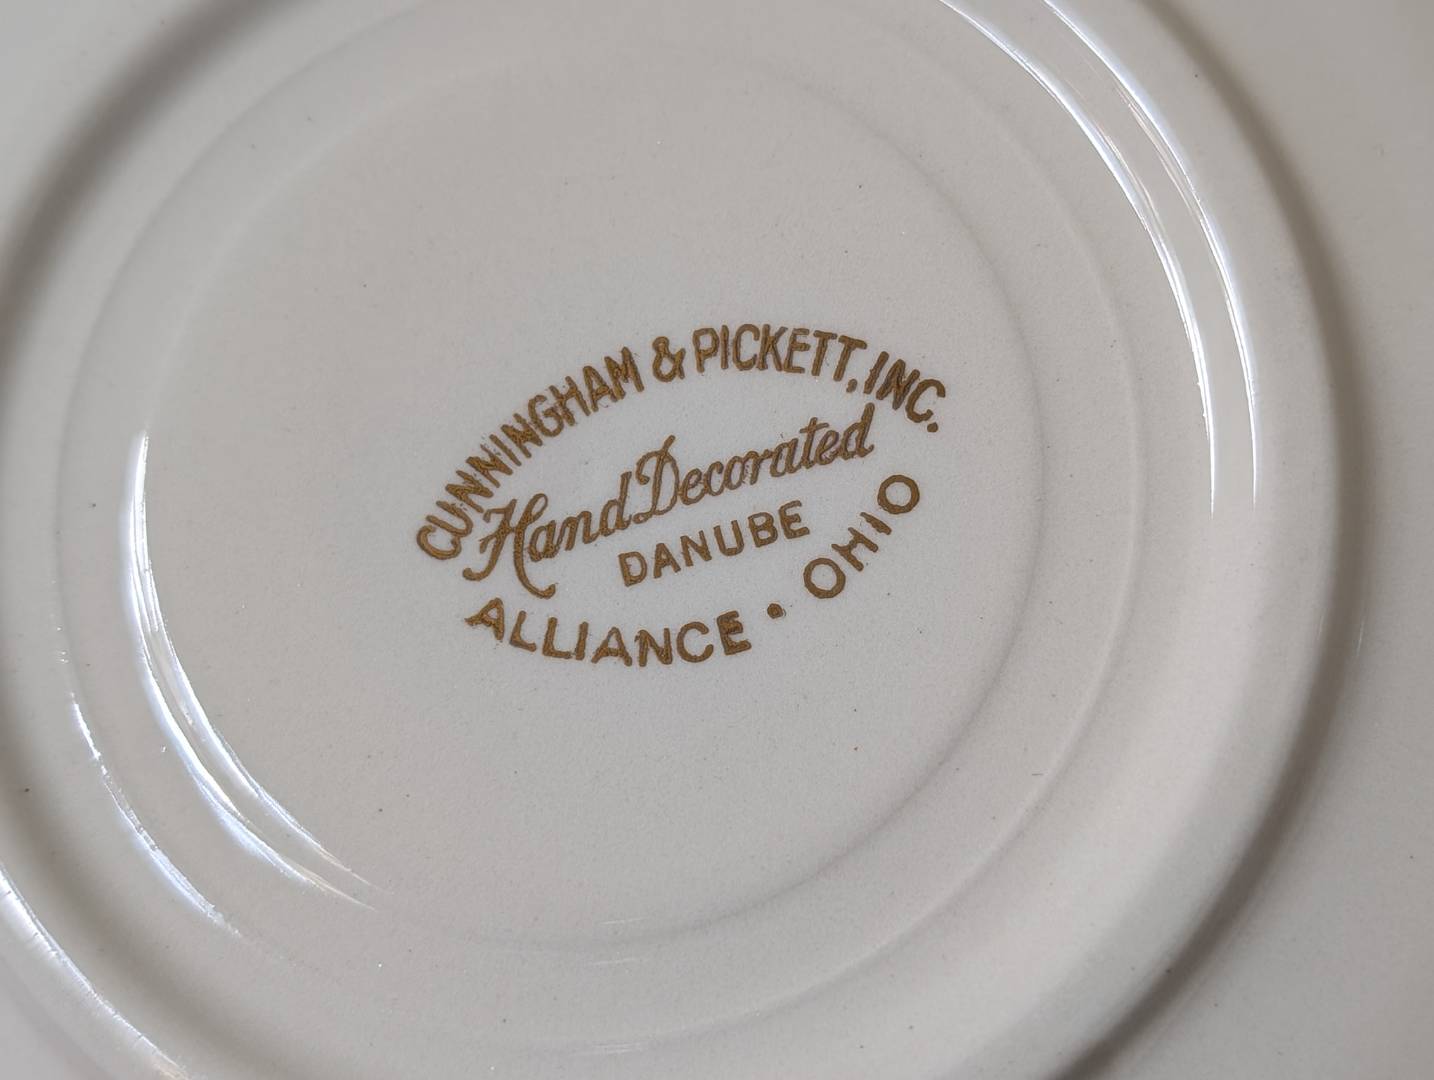 CUNNINGHAM & PICKETT, INC.
Hand Decorated
DANUBE
ALLIANCE • OHIO